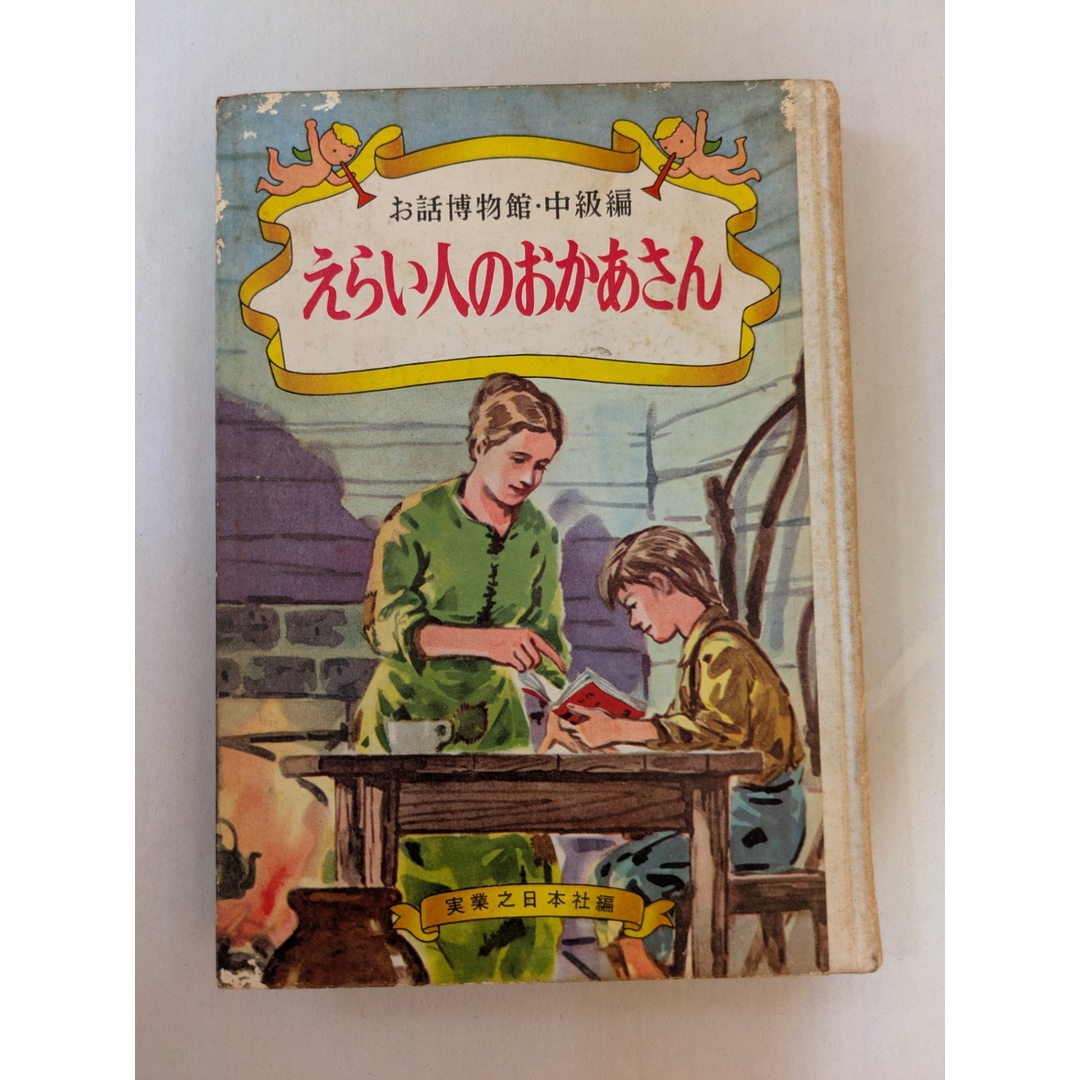 お話博物館・中級編
えらい人のおかあさん
実業之日本社編